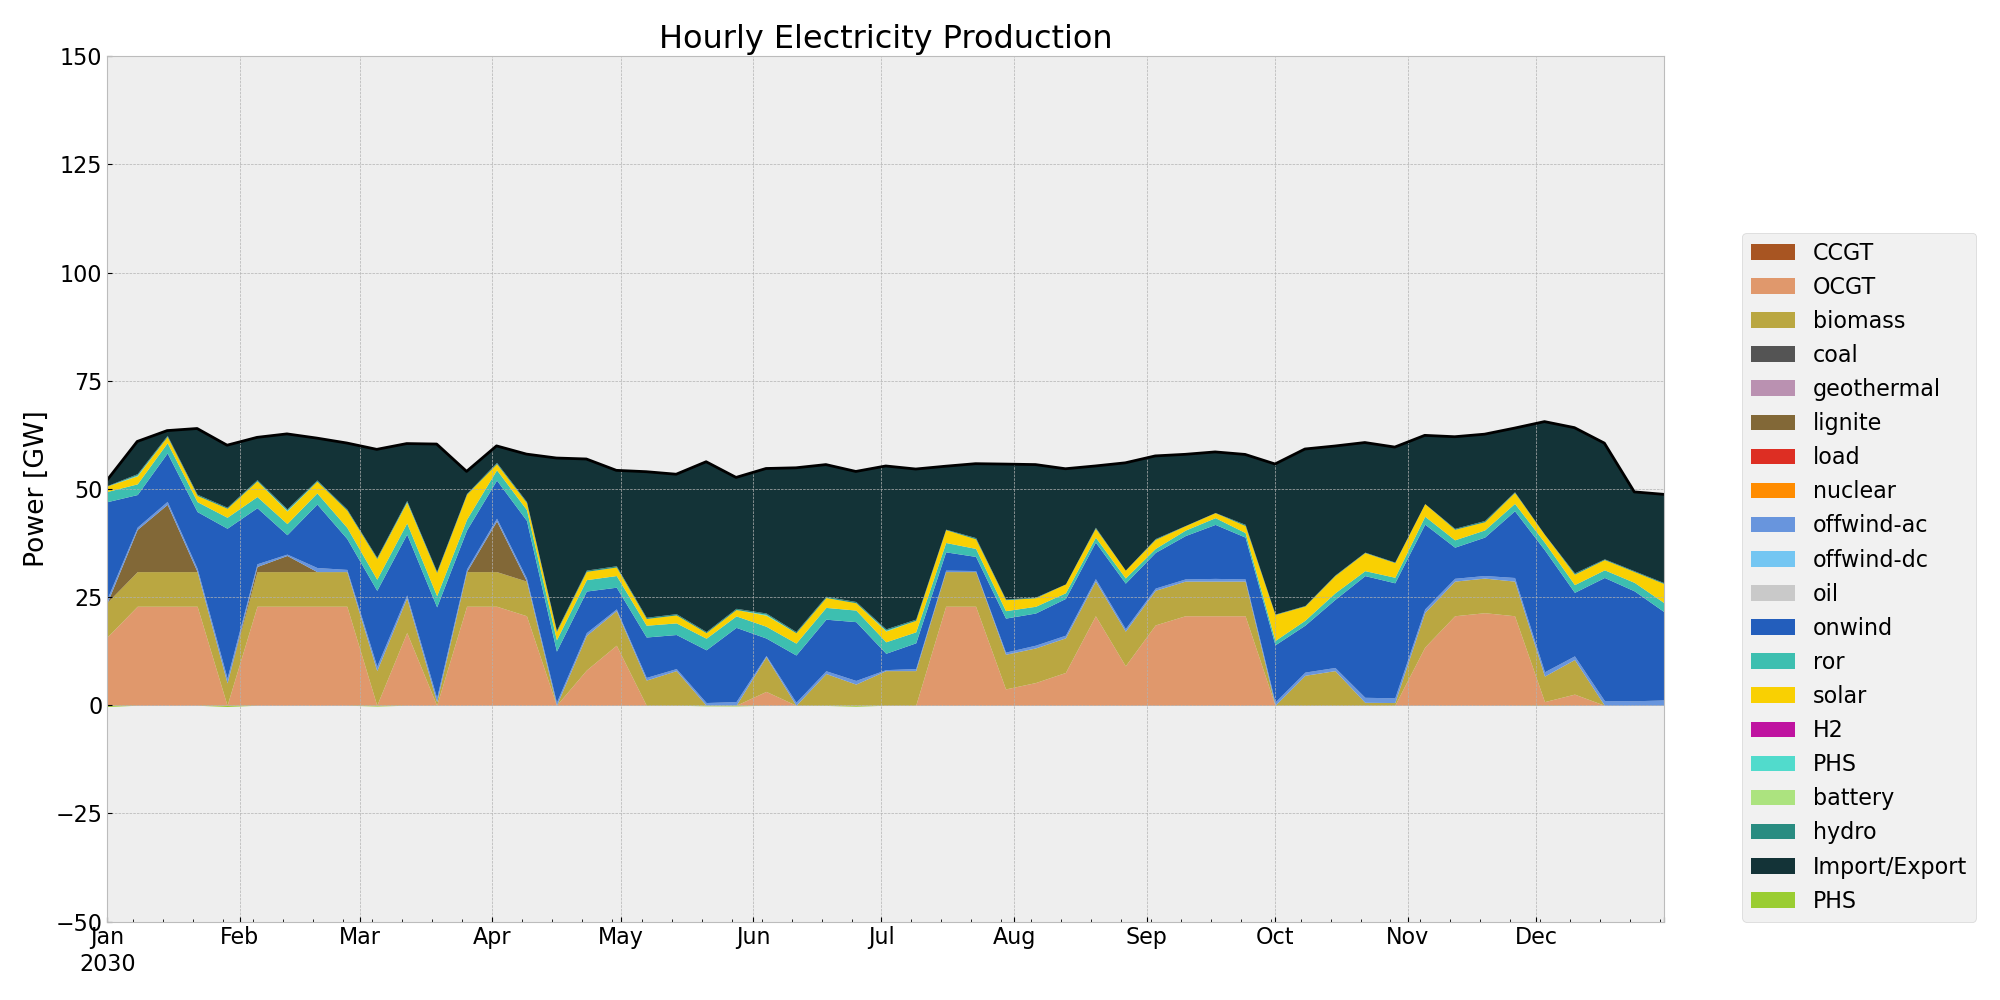 Hourly Electricity Production
Power [GW]
150
125
100
75
50
25
0
−25
−50
Jan
2030
Feb
Mar
Apr
May
Jun
Jul
Aug
Sep
Oct
Nov
Dec
CCGT
OCGT
biomass
coal
geothermal
lignite
load
nuclear
offwind-ac
offwind-dc
oil
onwind
ror
solar
H2
PHS
battery
hydro
Import/Export
PHS